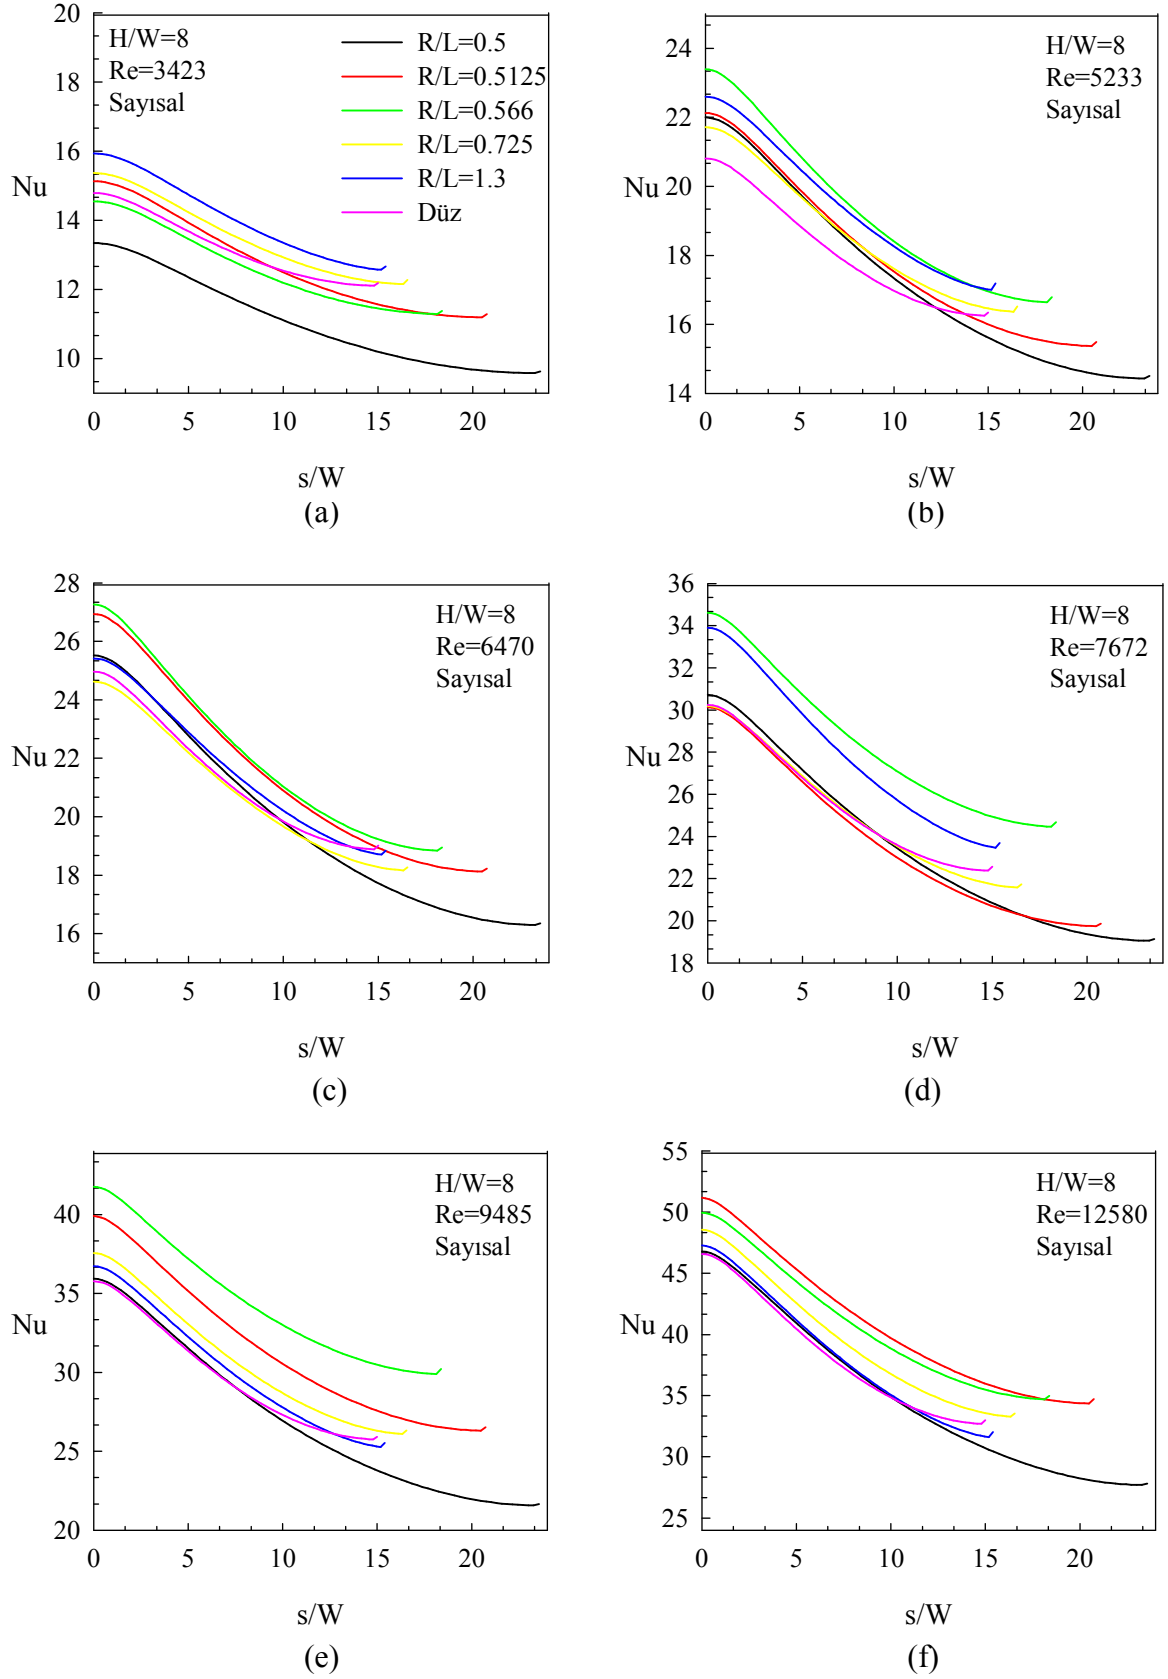 20
18
16
14
12
10
Nu
H/W=8
Re=3423
Sayısal
R/L=0.5
R/L=0.5125
R/L=0.566
R/L=0.725
R/L=1.3
Düz
0 5 10 15 20
s/W
(a)
24
22
20
18
16
14
Nu
H/W=8
Re=5233
Sayısal
0 5 10 15 20
s/W
(b)
28
26
24
22
20
18
16
Nu
H/W=8
Re=6470
Sayısal
0 5 10 15 20
s/W
(c)
36
34
32
30
28
26
24
22
20
18
Nu
H/W=8
Re=7672
Sayısal
0 5 10 15 20
s/W
(d)
40
35
30
25
20
Nu
H/W=8
Re=9485
Sayısal
0 5 10 15 20
s/W
(e)
55
50
45
40
35
30
25
Nu
H/W=8
Re=12580
Sayısal
0 5 10 15 20
s/W
(f)